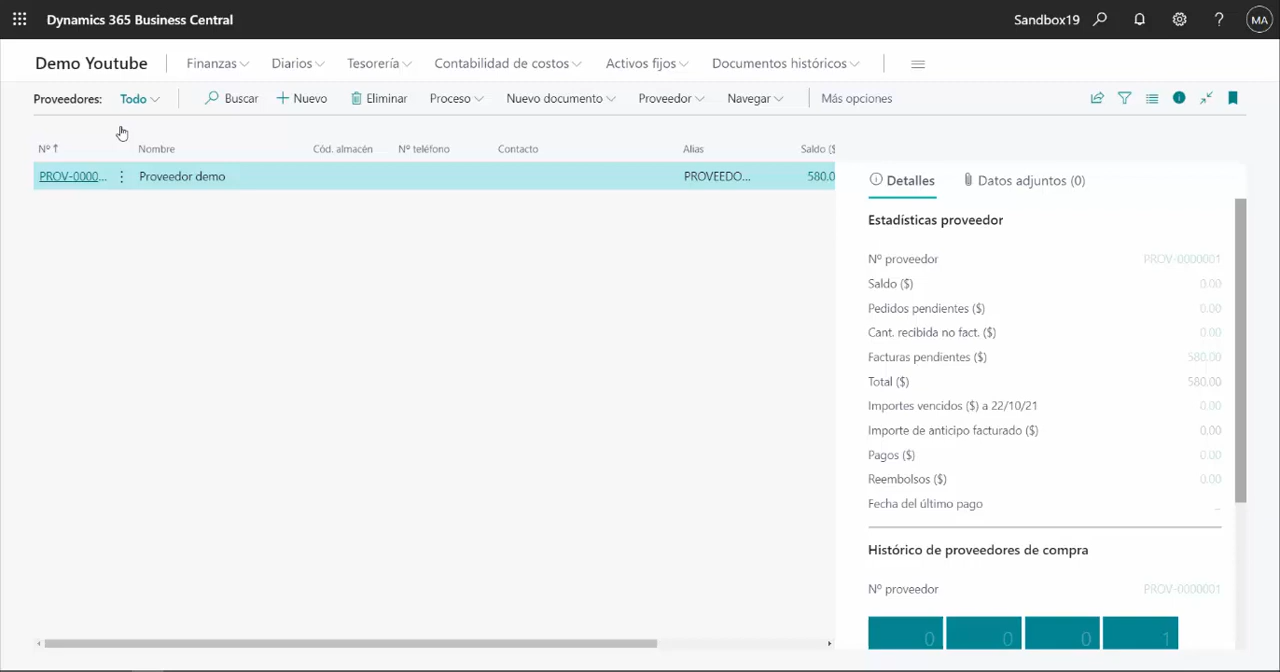 Dynamics 365 Business Central
Sandbox19
?
MA
Demo Youtube
Finanzas
Diarios
Tesorería
Contabilidad de costos
Activos fijos
Documentos históricos
Proveedores:
Todo
Buscar
Nuevo
Eliminar
Proceso
Nuevo documento
Proveedor
Navegar
Más opciones
Nº ↑
Nombre
Cód. almacén
Nº teléfono
Contacto
Alias
Saldo ($
PROV-0000...
Proveedor demo
PROVEEDO...
580.0
Detalles
Datos adjuntos (0)
Estadísticas proveedor
Nº proveedor PROV-0000001
Saldo ($) 0.00
Pedidos pendientes ($) 0.00
Cant. recibida no fact. ($) 0.00
Facturas pendientes ($) 580.00
Total ($) 580.00
Importes vencidos ($) a 22/10/21 0.00
Importe de anticipo facturado ($) 0.00
Pagos ($) 0.00
Reembolsos ($) 0.00
Fecha del último pago _
Histórico de proveedores de compra
Nº proveedor PROV-0000001
0 0 0 1